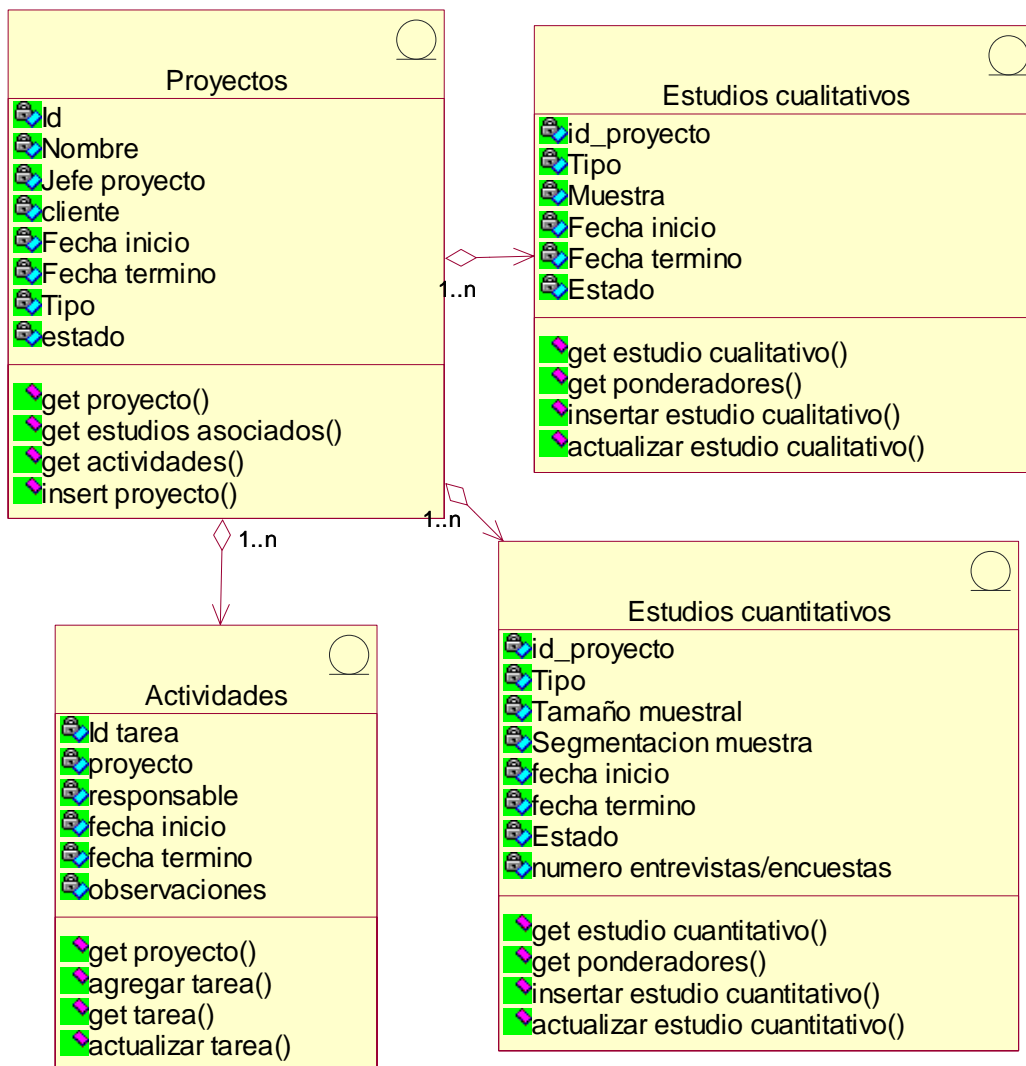 Proyectos
Id
Nombre
Jefe proyecto
cliente
Fecha inicio
Fecha termino
Tipo
estado
get proyecto()
get estudios asociados()
get actividades()
insert proyecto()
1..n
Estudios cualitativos
id_proyecto
Tipo
Muestra
Fecha inicio
Fecha termino
Estado
get estudio cualitativo()
get ponderadores()
insertar estudio cualitativo()
actualizar estudio cualitativo()
1..n
1..n
Actividades
Id tarea
proyecto
responsable
fecha inicio
fecha termino
observaciones
get proyecto()
agregar tarea()
get tarea()
actualizar tarea()
Estudios cuantitativos
id_proyecto
Tipo
Tamaño muestral
Segmentacion muestra
fecha inicio
fecha termino
Estado
numero entrevistas/encuestas
get estudio cuantitativo()
get ponderadores()
insertar estudio cuantitativo()
actualizar estudio cuantitativo()